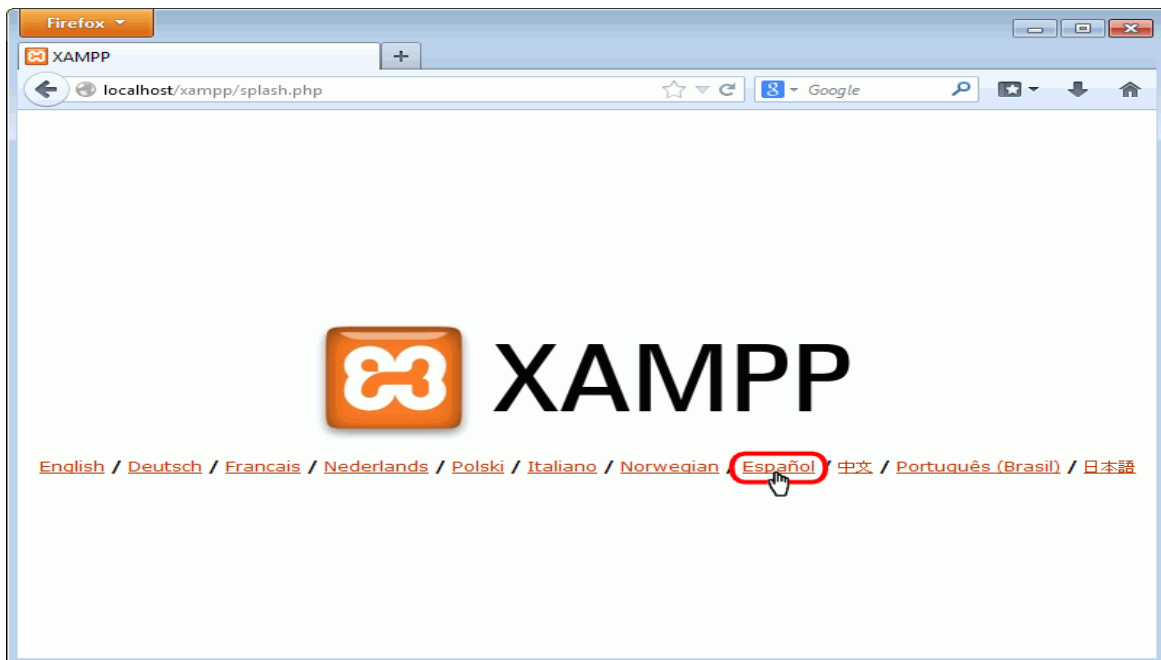 Firefox
XAMPP
localhost/xampp/splash.php
8 Google
XAMPP
English / Deutsch / Francais / Nederlands / Polski / Italiano / Norwegian / Español / 中文 / Português (Brasil) / 日本語